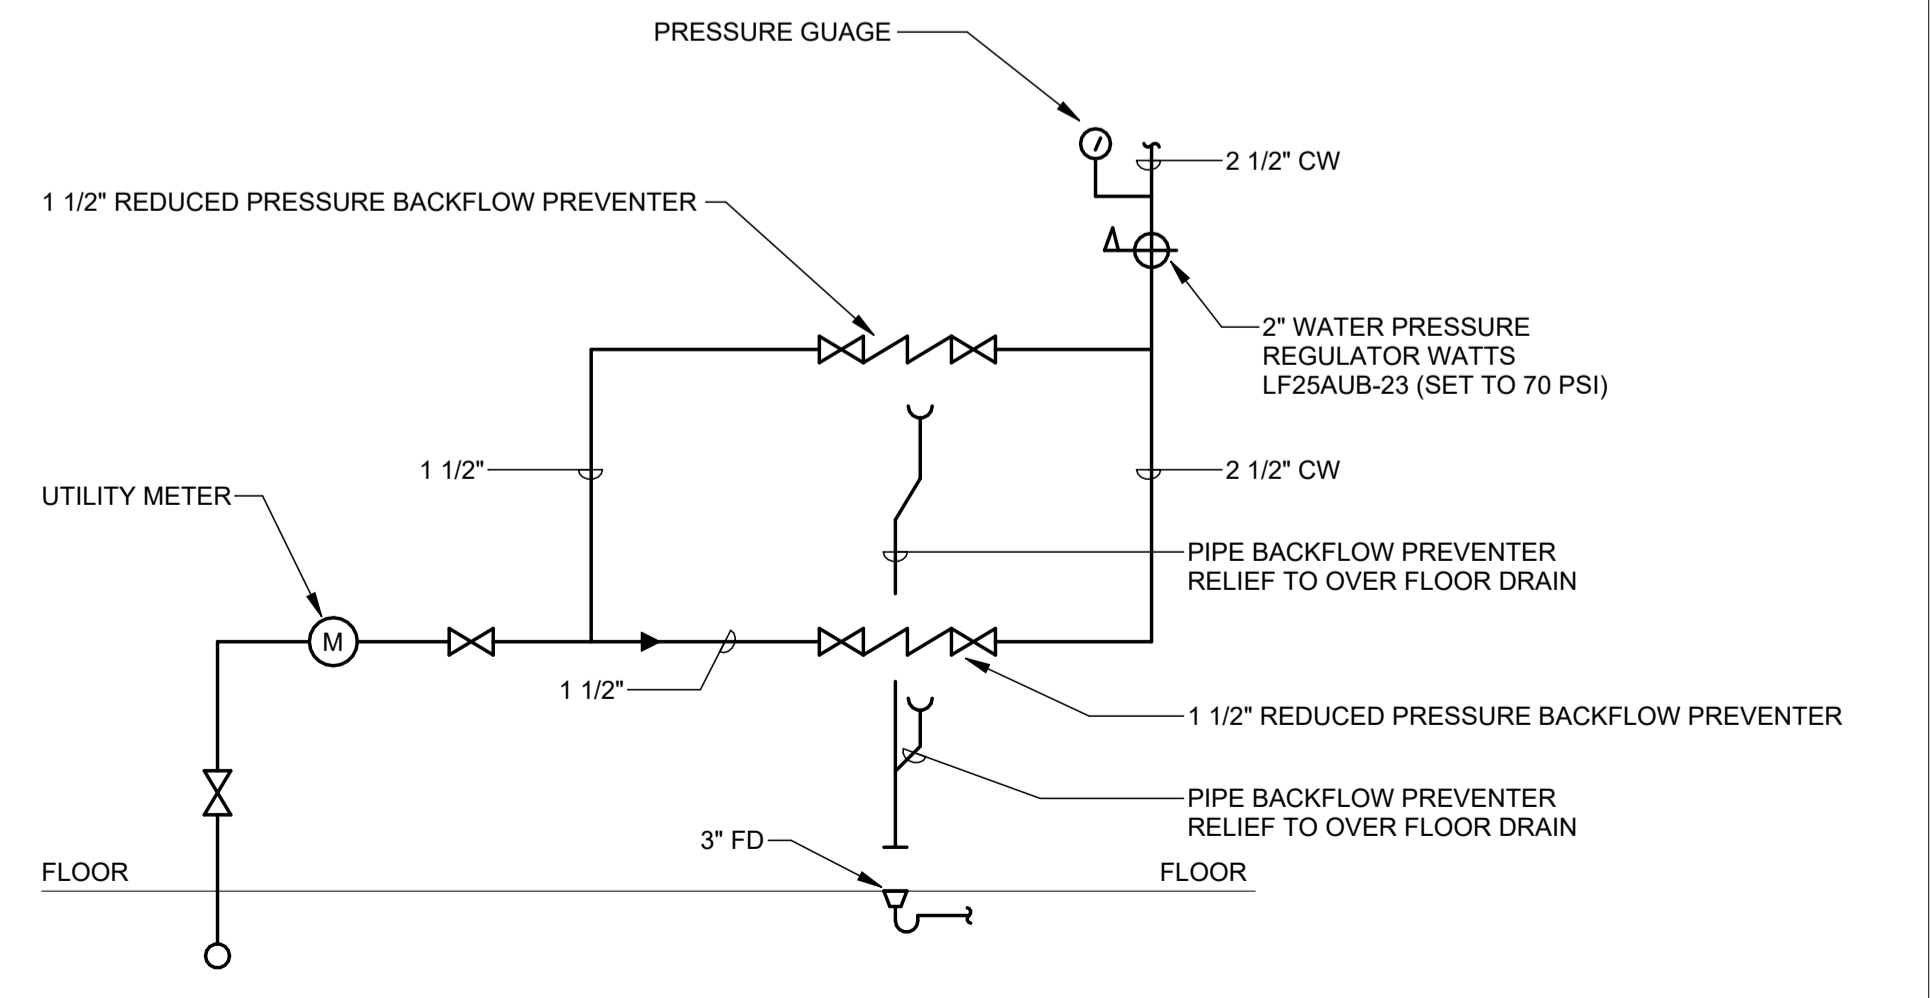 PRESSURE GUAGE
2 1/2" CW
1 1/2" REDUCED PRESSURE BACKFLOW PREVENTER
2" WATER PRESSURE
REGULATOR WATTS
LF25AUB-23 (SET TO 70 PSI)
1 1/2"
2 1/2" CW
UTILITY METER
PIPE BACKFLOW PREVENTER
RELIEF TO OVER FLOOR DRAIN
M
1 1/2"
1 1/2" REDUCED PRESSURE BACKFLOW PREVENTER
PIPE BACKFLOW PREVENTER
RELIEF TO OVER FLOOR DRAIN
3" FD
FLOOR
FLOOR